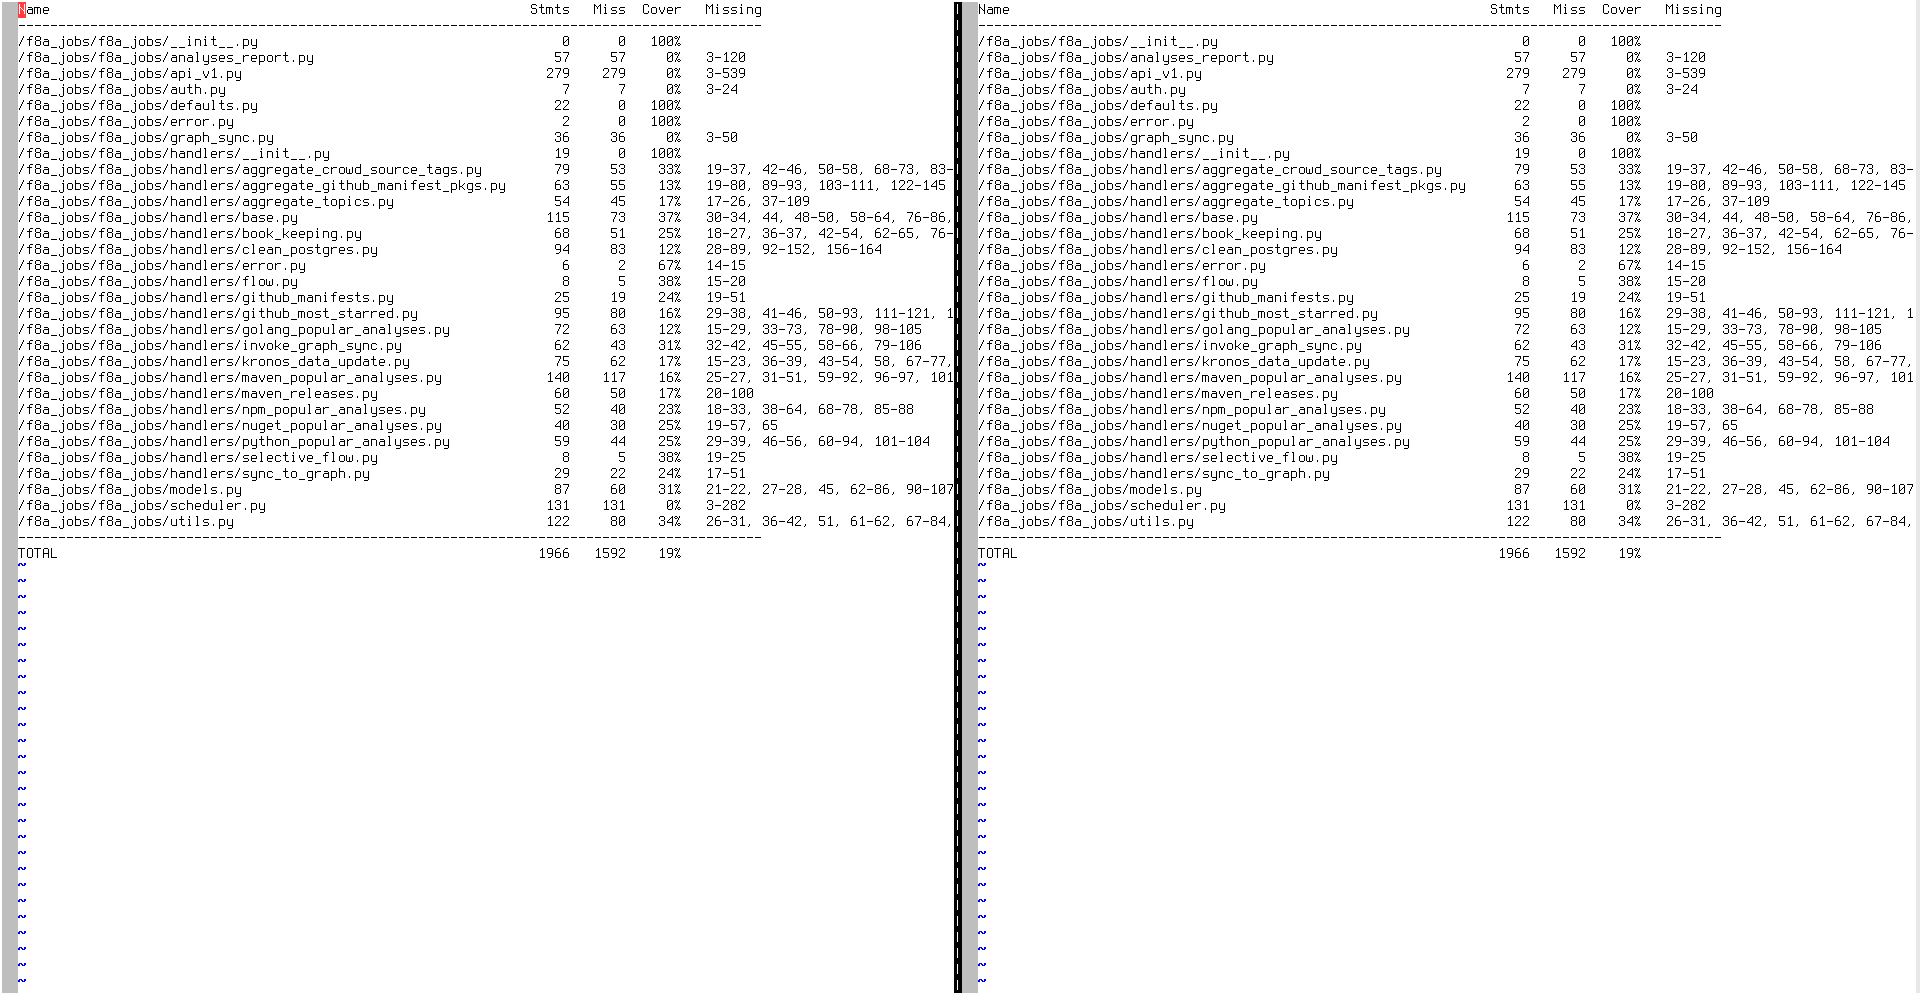 Name Stmts Miss Cover Missing
--------------------------------------------------------------------------------------------
/f8a_jobs/f8a_jobs/__init__.py 0 0 100%
/f8a_jobs/f8a_jobs/analyses_report.py 57 57 0% 3-120
/f8a_jobs/f8a_jobs/api_v1.py 279 279 0% 3-539
/f8a_jobs/f8a_jobs/auth.py 7 7 0% 3-24
/f8a_jobs/f8a_jobs/defaults.py 22 0 100%
/f8a_jobs/f8a_jobs/error.py 2 0 100%
/f8a_jobs/f8a_jobs/graph_sync.py 36 36 0% 3-50
/f8a_jobs/f8a_jobs/handlers/__init__.py 19 0 100%
/f8a_jobs/f8a_jobs/handlers/aggregate_crowd_source_tags.py 79 53 33% 19-37, 42-46, 50-58, 68-73, 83-
/f8a_jobs/f8a_jobs/handlers/aggregate_github_manifest_pkgs.py 63 55 13% 19-80, 89-93, 103-111, 122-145
/f8a_jobs/f8a_jobs/handlers/aggregate_topics.py 54 45 17% 17-26, 37-109
/f8a_jobs/f8a_jobs/handlers/base.py 115 73 37% 30-34, 44, 48-50, 58-64, 76-86,
/f8a_jobs/f8a_jobs/handlers/book_keeping.py 68 51 25% 18-27, 36-37, 42-54, 62-65, 76-
/f8a_jobs/f8a_jobs/handlers/clean_postgres.py 94 83 12% 28-89, 92-152, 156-164
/f8a_jobs/f8a_jobs/handlers/error.py 6 2 67% 14-15
/f8a_jobs/f8a_jobs/handlers/flow.py 8 5 38% 15-20
/f8a_jobs/f8a_jobs/handlers/github_manifests.py 25 19 24% 19-51
/f8a_jobs/f8a_jobs/handlers/github_most_starred.py 95 80 16% 29-38, 41-46, 50-93, 111-121, 1
/f8a_jobs/f8a_jobs/handlers/golang_popular_analyses.py 72 63 12% 15-29, 33-73, 78-90, 98-105
/f8a_jobs/f8a_jobs/handlers/invoke_graph_sync.py 62 43 31% 32-42, 45-55, 58-66, 79-106
/f8a_jobs/f8a_jobs/handlers/kronos_data_update.py 75 62 17% 15-23, 36-39, 43-54, 58, 67-77,
/f8a_jobs/f8a_jobs/handlers/maven_popular_analyses.py 140 117 16% 25-27, 31-51, 59-92, 96-97, 101
/f8a_jobs/f8a_jobs/handlers/maven_releases.py 60 50 17% 20-100
/f8a_jobs/f8a_jobs/handlers/npm_popular_analyses.py 52 40 23% 18-33, 38-64, 68-78, 85-88
/f8a_jobs/f8a_jobs/handlers/nuget_popular_analyses.py 40 30 25% 19-57, 65
/f8a_jobs/f8a_jobs/handlers/python_popular_analyses.py 59 44 25% 29-39, 46-56, 60-94, 101-104
/f8a_jobs/f8a_jobs/handlers/selective_flow.py 8 5 38% 19-25
/f8a_jobs/f8a_jobs/handlers/sync_to_graph.py 29 22 24% 17-51
/f8a_jobs/f8a_jobs/models.py 87 60 31% 21-22, 27-28, 45, 62-86, 90-107
/f8a_jobs/f8a_jobs/scheduler.py 131 131 0% 3-282
/f8a_jobs/f8a_jobs/utils.py 122 80 34% 26-31, 36-42, 51, 61-62, 67-84,
--------------------------------------------------------------------------------------------
TOTAL 1966 1592 19%
Name Stmts Miss Cover Missing
--------------------------------------------------------------------------------------------
/f8a_jobs/f8a_jobs/__init__.py 0 0 100%
/f8a_jobs/f8a_jobs/analyses_report.py 57 57 0% 3-120
/f8a_jobs/f8a_jobs/api_v1.py 279 279 0% 3-539
/f8a_jobs/f8a_jobs/auth.py 7 7 0% 3-24
/f8a_jobs/f8a_jobs/defaults.py 22 0 100%
/f8a_jobs/f8a_jobs/error.py 2 0 100%
/f8a_jobs/f8a_jobs/graph_sync.py 36 36 0% 3-50
/f8a_jobs/f8a_jobs/handlers/__init__.py 19 0 100%
/f8a_jobs/f8a_jobs/handlers/aggregate_crowd_source_tags.py 79 53 33% 19-37, 42-46, 50-58, 68-73, 83-
/f8a_jobs/f8a_jobs/handlers/aggregate_github_manifest_pkgs.py 63 55 13% 19-80, 89-93, 103-111, 122-145
/f8a_jobs/f8a_jobs/handlers/aggregate_topics.py 54 45 17% 17-26, 37-109
/f8a_jobs/f8a_jobs/handlers/base.py 115 73 37% 30-34, 44, 48-50, 58-64, 76-86,
/f8a_jobs/f8a_jobs/handlers/book_keeping.py 68 51 25% 18-27, 36-37, 42-54, 62-65, 76-
/f8a_jobs/f8a_jobs/handlers/clean_postgres.py 94 83 12% 28-89, 92-152, 156-164
/f8a_jobs/f8a_jobs/handlers/error.py 6 2 67% 14-15
/f8a_jobs/f8a_jobs/handlers/flow.py 8 5 38% 15-20
/f8a_jobs/f8a_jobs/handlers/github_manifests.py 25 19 24% 19-51
/f8a_jobs/f8a_jobs/handlers/github_most_starred.py 95 80 16% 29-38, 41-46, 50-93, 111-121, 1
/f8a_jobs/f8a_jobs/handlers/golang_popular_analyses.py 72 63 12% 15-29, 33-73, 78-90, 98-105
/f8a_jobs/f8a_jobs/handlers/invoke_graph_sync.py 62 43 31% 32-42, 45-55, 58-66, 79-106
/f8a_jobs/f8a_jobs/handlers/kronos_data_update.py 75 62 17% 15-23, 36-39, 43-54, 58, 67-77,
/f8a_jobs/f8a_jobs/handlers/maven_popular_analyses.py 140 117 16% 25-27, 31-51, 59-92, 96-97, 101
/f8a_jobs/f8a_jobs/handlers/maven_releases.py 60 50 17% 20-100
/f8a_jobs/f8a_jobs/handlers/npm_popular_analyses.py 52 40 23% 18-33, 38-64, 68-78, 85-88
/f8a_jobs/f8a_jobs/handlers/nuget_popular_analyses.py 40 30 25% 19-57, 65
/f8a_jobs/f8a_jobs/handlers/python_popular_analyses.py 59 44 25% 29-39, 46-56, 60-94, 101-104
/f8a_jobs/f8a_jobs/handlers/selective_flow.py 8 5 38% 19-25
/f8a_jobs/f8a_jobs/handlers/sync_to_graph.py 29 22 24% 17-51
/f8a_jobs/f8a_jobs/models.py 87 60 31% 21-22, 27-28, 45, 62-86, 90-107
/f8a_jobs/f8a_jobs/scheduler.py 131 131 0% 3-282
/f8a_jobs/f8a_jobs/utils.py 122 80 34% 26-31, 36-42, 51, 61-62, 67-84,
--------------------------------------------------------------------------------------------
TOTAL 1966 1592 19%